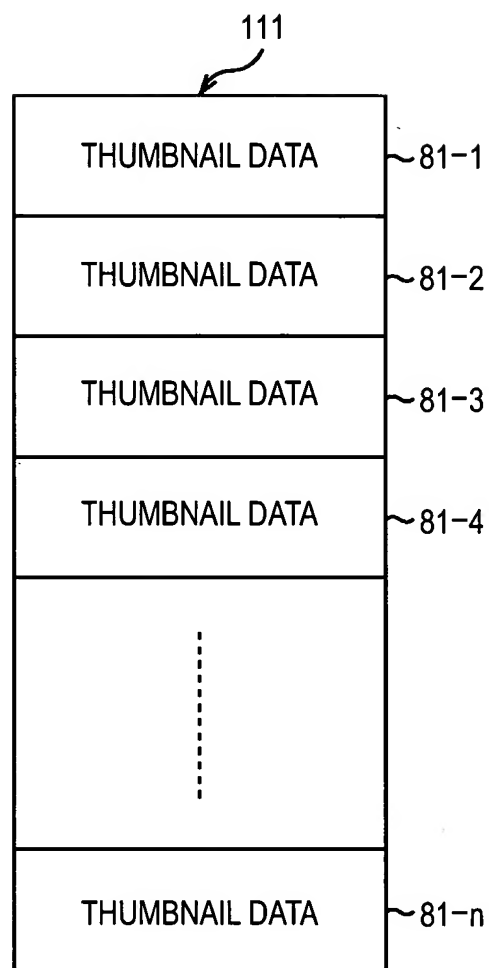 111
THUMBNAIL DATA 81-1
THUMBNAIL DATA 81-2
THUMBNAIL DATA 81-3
THUMBNAIL DATA 81-4
THUMBNAIL DATA 81-n